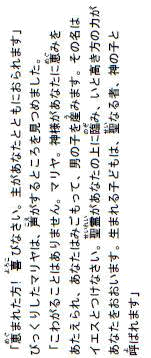 「恵まれた方！喜びなさい。主があなたとともにおられます」
びっくりしたマリヤは、声がするところを見つめました。
「こわがることはありません。マリヤ。神様があなたに恵みを
あたえられ、あなたはみごもって、男の子を産みます。その名は
イエスとつけなさい。聖霊があなたの上に臨み、いと高き方の力が
あなたをおおいます。生まれる子どもは、聖なる者、神の子と
呼ばれます」